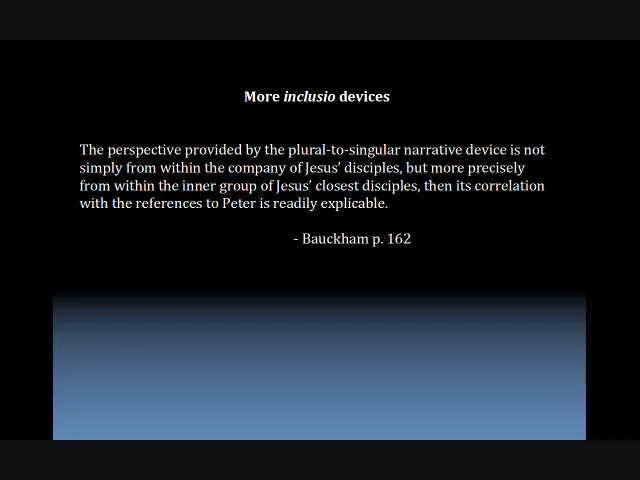 More inclusio devices
The perspective provided by the plural-to-singular narrative device is not
simply from within the company of Jesus’ disciples, but more precisely
from within the inner group of Jesus’ closest disciples, then its correlation
with the references to Peter is readily explicable.
- Bauckham p. 162